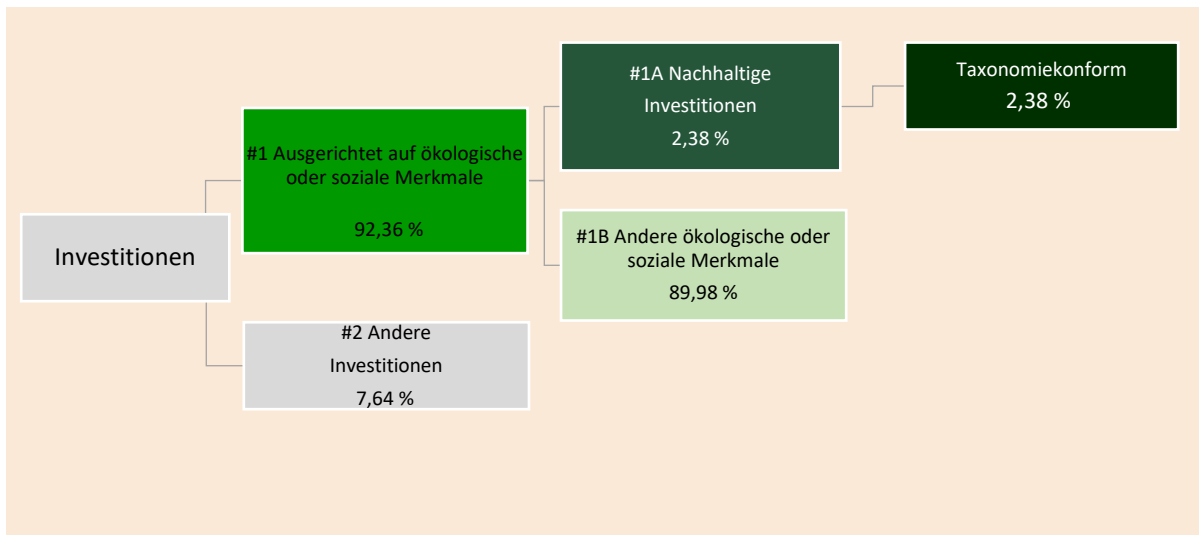 Investitionen
#1 Ausgerichtet auf ökologische
oder soziale Merkmale
92,36 %
#2 Andere
Investitionen
7,64 %
#1A Nachhaltige
Investitionen
2,38 %
#1B Andere ökologische oder
soziale Merkmale
89,98 %
Taxonomiekonform
2,38 %